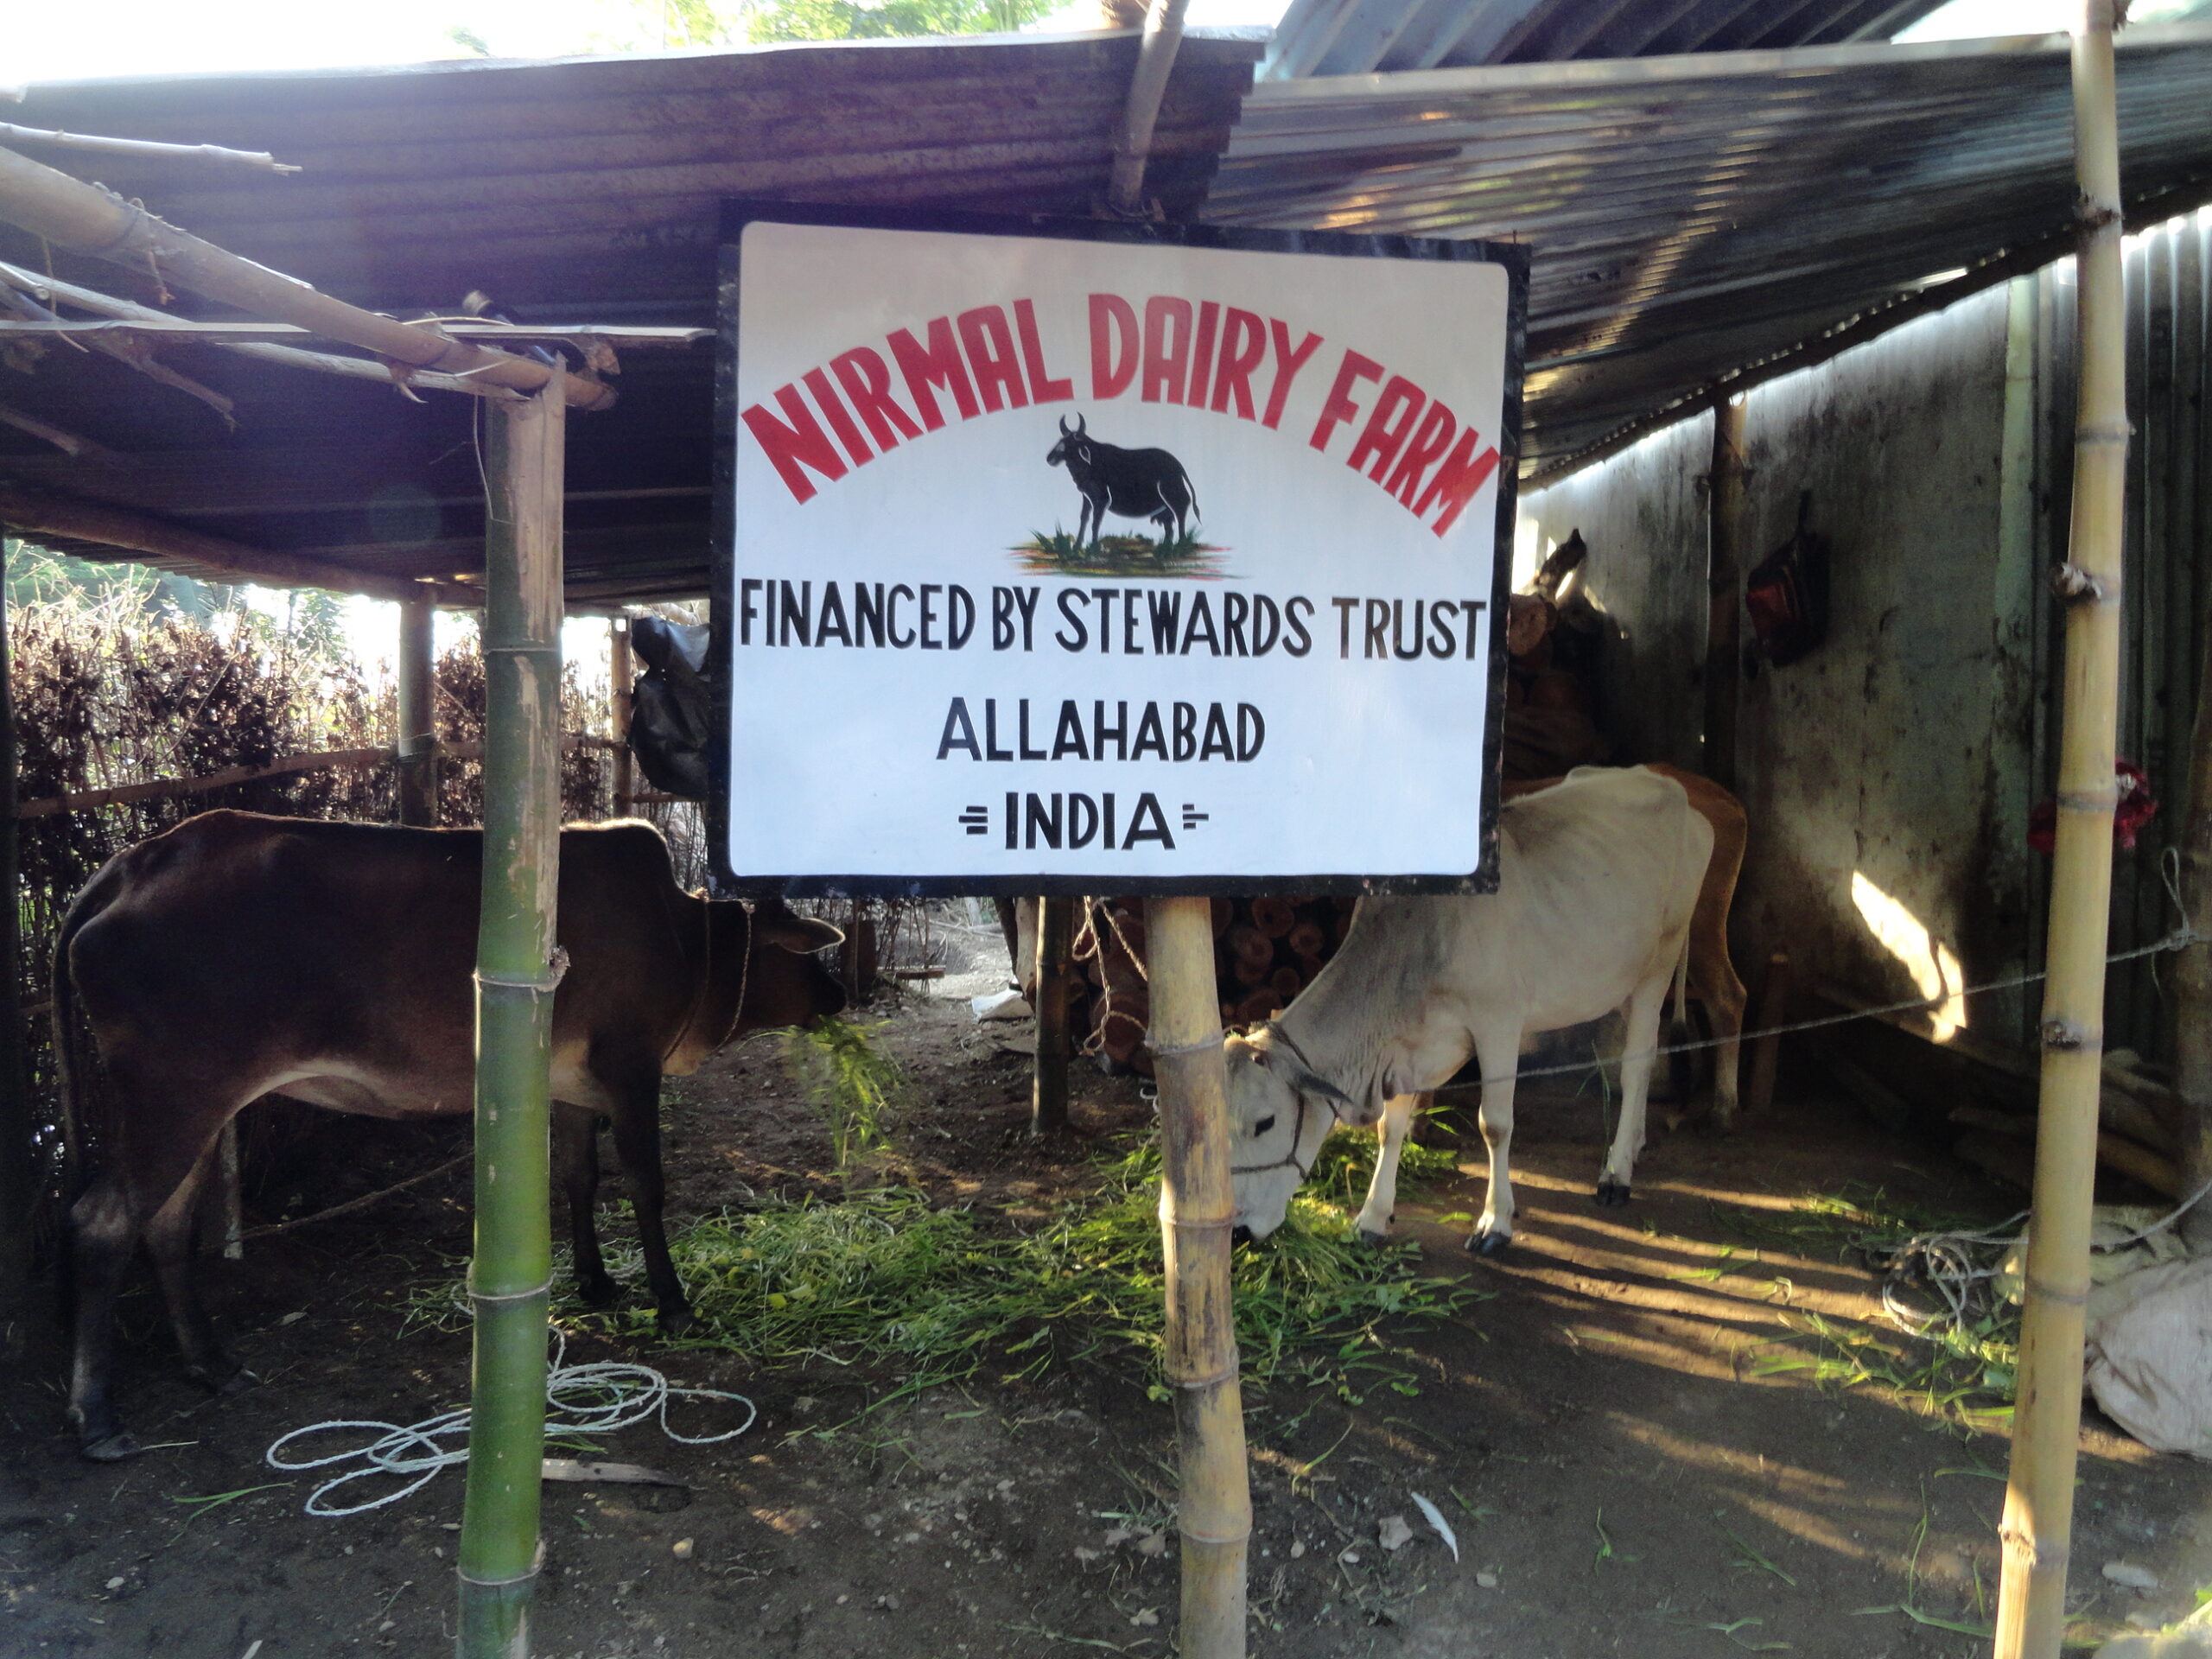 NIRMAL DAIRY FARM
FINANCED BY STEWARDS TRUST
ALLAHABAD
=INDIA=